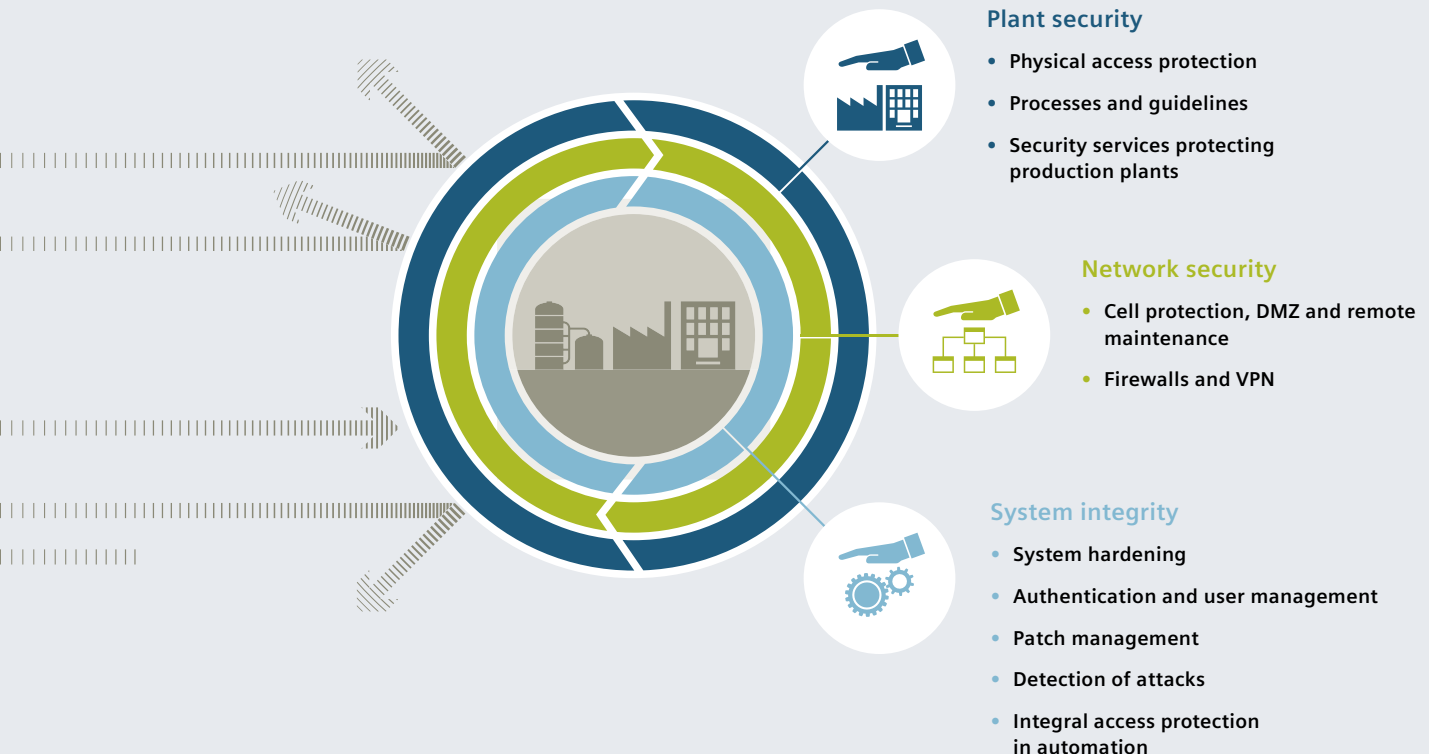 Plant security
• Physical access protection
• Processes and guidelines
• Security services protecting
production plants
Network security
• Cell protection, DMZ and remote
maintenance
• Firewalls and VPN
System integrity
• System hardening
• Authentication and user management
• Patch management
• Detection of attacks
• Integral access protection
in automation